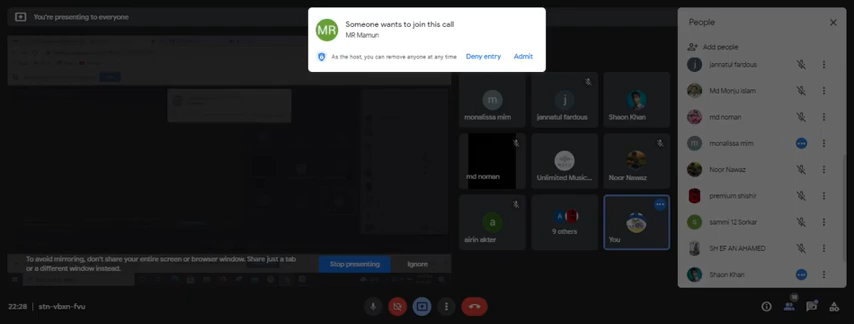 You're presenting to everyone
Someone wants to join this call
MR
MR Mamun
As the host, you can remove anyone at any time
Deny entry
Admit
People
Add people
j
jannatul fardous
Md Monju Islam
md noman
m
monalissa mim
Noor Nawaz
premium shishir
sammi 12 Sorkar
SH EF AN AHAMED
Shaon Khan
m
monalissa mim
j
jannatul fardous
Shaon Khan
md noman
Unlimited Music...
Noor Nawaz
a
airin akter
A
9 others
You
To avoid mirroring, don't share your entire screen or browser window. Share just a tab
or a different window instead.
Stop presenting
Ignore
22:28 | stn-vbxn-fvu